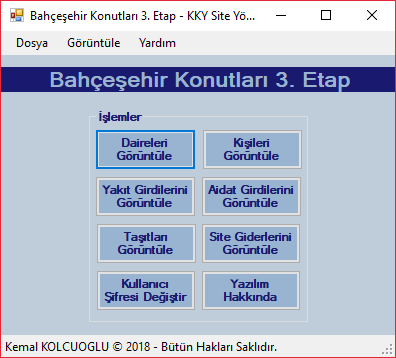 Bahçeşehir Konutları 3. Etap - KKY Site Yö...
Dosya Görüntüle Yardım
Bahçeşehir Konutları 3. Etap
İşlemler
Daireleri
Görüntüle
Kişileri
Görüntüle
Yakıt Girdilerini
Görüntüle
Aidat Girdilerini
Görüntüle
Taşıtları
Görüntüle
Site Giderlerini
Görüntüle
Kullanıcı
Şifresi Değiştir
Yazılım
Hakkında
Kemal KOLCUOGLU © 2018 - Bütün Hakları Saklıdır.